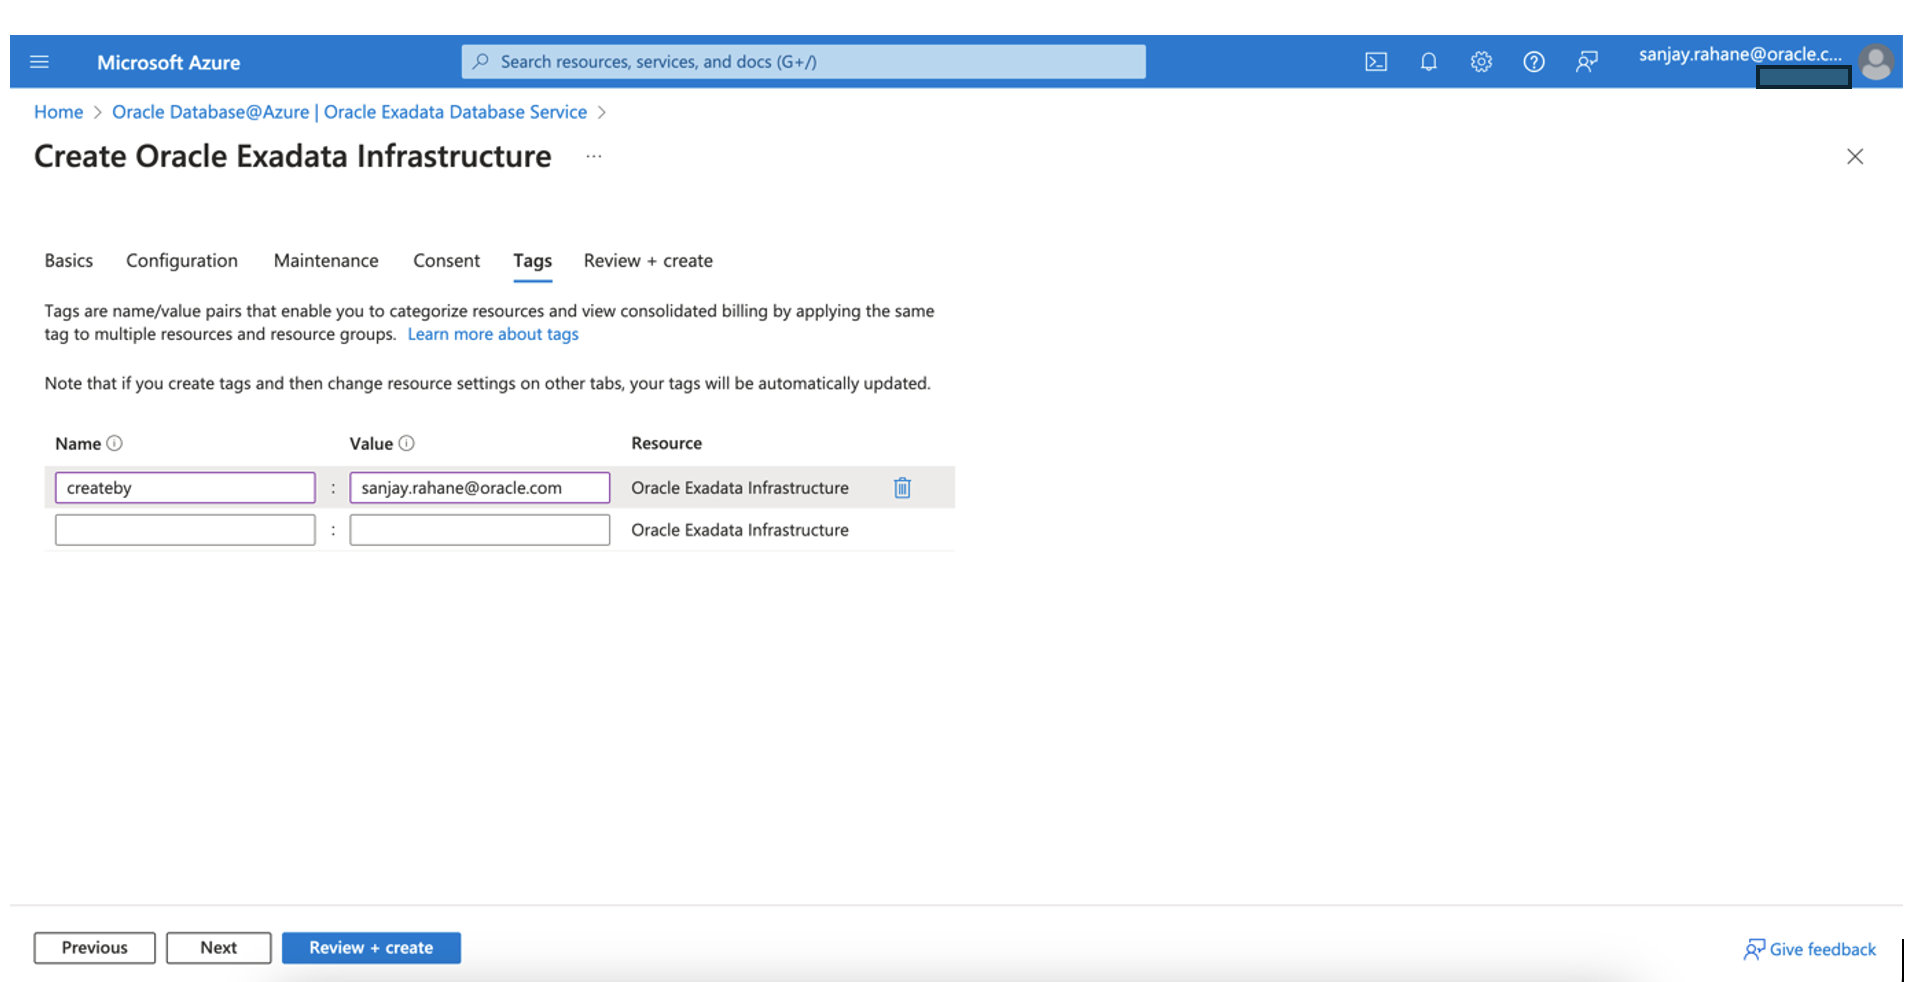 Microsoft Azure
Search resources, services, and docs (G+/)
sanjay.rahane@oracle.c...
Home > Oracle Database@Azure | Oracle Exadata Database Service >
Create Oracle Exadata Infrastructure ...
Basics Configuration Maintenance Consent Tags Review + create
Tags are name/value pairs that enable you to categorize resources and view consolidated billing by applying the same
tag to multiple resources and resource groups. Learn more about tags
Note that if you create tags and then change resource settings on other tabs, your tags will be automatically updated.
Name Value Resource
createby : sanjay.rahane@oracle.com Oracle Exadata Infrastructure
: Oracle Exadata Infrastructure
Previous Next Review + create Give feedback